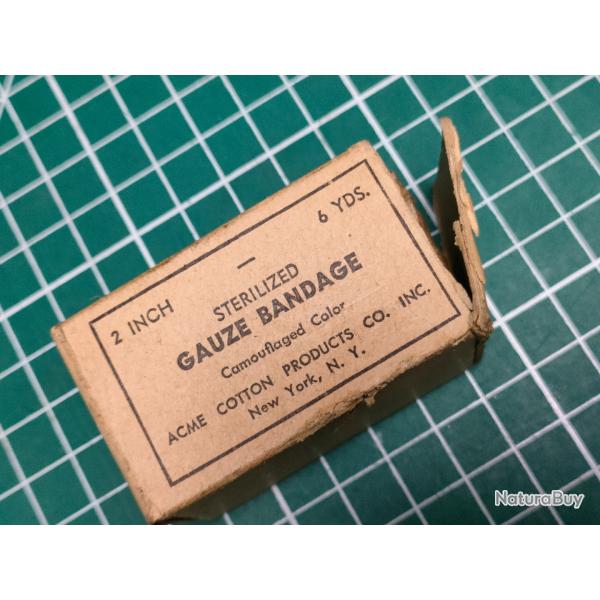 2 INCH — 6 YDS.
STERILIZED
GAUZE BANDAGE
Camouflaged Color
ACME COTTON PRODUCTS CO. INC.
New York, N. Y.
NaturaBuy